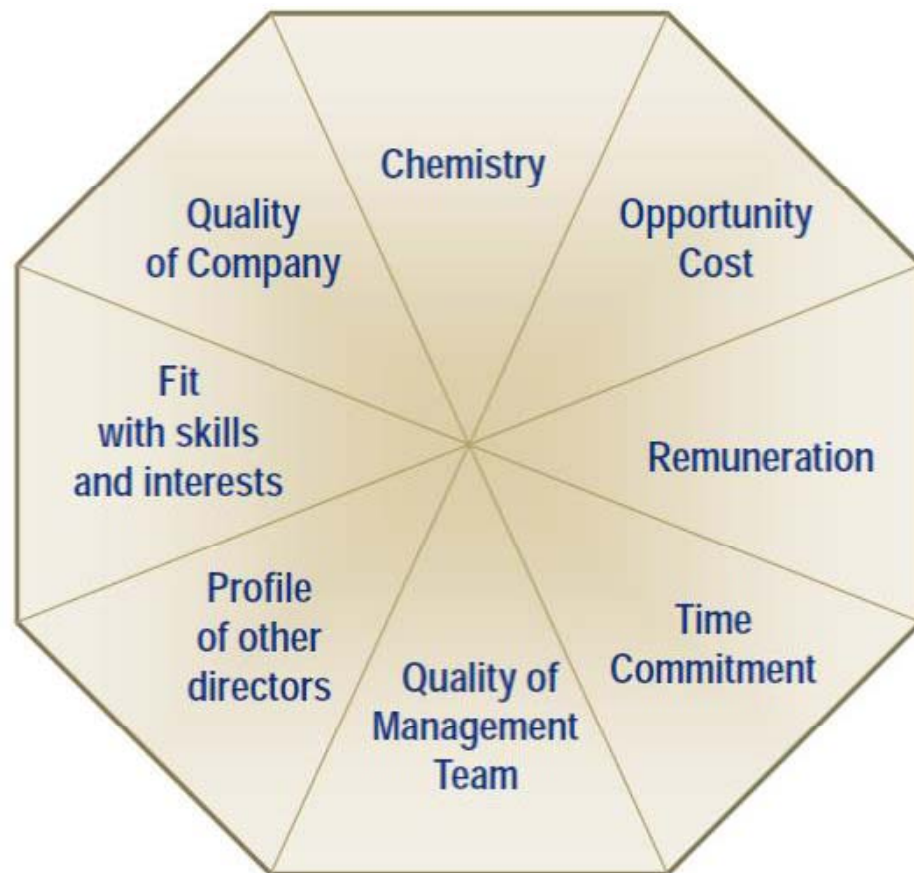 Chemistry
Opportunity
Cost
Remuneration
Time
Commitment
Quality of
Management
Team
Profile
of other
directors
Fit
with skills
and interests
Quality
of Company